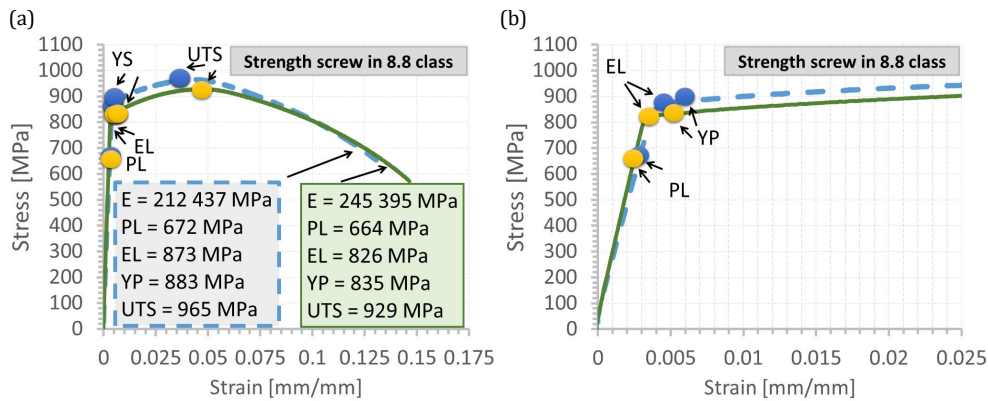 (a)
1100
1000
900
800
700
600
500
400
300
200
100
0
Stress [MPa]
YS
UTS
Strength screw in 8.8 class
EL
PL
E = 212 437 MPa
PL = 672 MPa
EL = 873 MPa
YP = 883 MPa
UTS = 965 MPa
E = 245 395 MPa
PL = 664 MPa
EL = 826 MPa
YP = 835 MPa
UTS = 929 MPa
0 0.025 0.05 0.075 0.1 0.125 0.15 0.175
Strain [mm/mm]
(b)
1100
1000
900
800
700
600
500
400
300
200
100
0
Stress [MPa]
Strength screw in 8.8 class
EL
YP
PL
0 0.005 0.01 0.015 0.02 0.025
Strain [mm/mm]